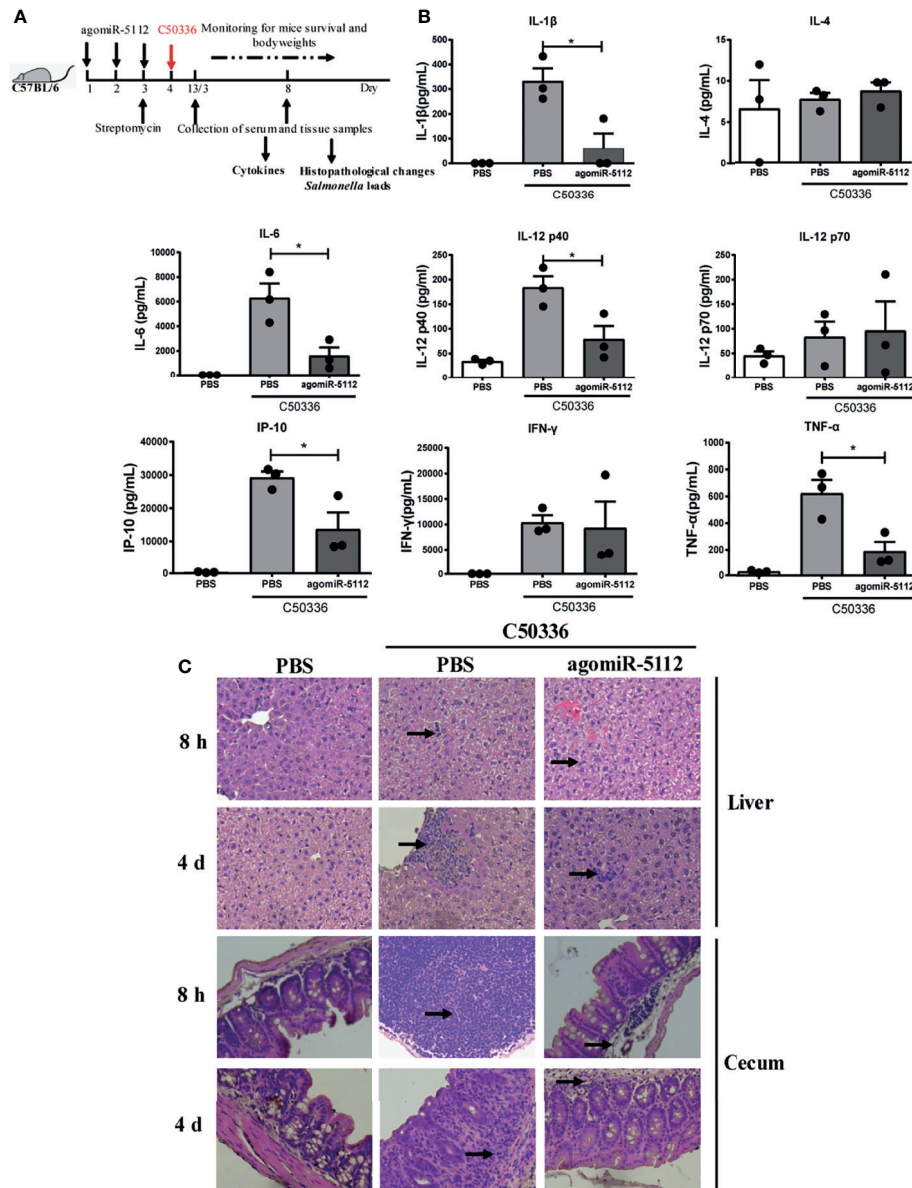 A
agomiR-5112 C50336 Monitoring for mice survival and
bodyweights
C57BL/6
1 2 3 4 13/3 8 Day
Streptomycin Collection of serum and tissue samples
Cytokines Histopathological changes
Salmonella loads
B
IL-1β
IL-1β(pg/mL)
400
300
200
100
0
*
PBS PBS agomiR-5112
C50336
IL-4
IL-4 (pg/mL)
15
10
5
0
PBS PBS agomiR-5112
C50336
IL-6
IL-6 (pg/mL)
10000
8000
6000
4000
2000
0
*
PBS PBS agomiR-5112
C50336
IL-12 p40
IL-12 p40 (pg/ml)
250
200
150
100
50
0
*
PBS PBS agomiR-5112
C50336
IL-12 p70
IL-12 p70 (pg/ml)
250
200
150
100
50
0
PBS PBS agomiR-5112
C50336
IP-10
IP-10 (pg/mL)
40000
30000
20000
10000
0
*
PBS PBS agomiR-5112
C50336
IFN-γ
IFN-γ(pg/mL)
25000
20000
15000
10000
5000
0
PBS PBS agomiR-5112
C50336
TNF-α
TNF-α(pg/mL)
1000
800
600
400
200
0
*
PBS PBS agomiR-5112
C50336
C
C50336
PBS PBS agomiR-5112
8 h
4 d
Liver
8 h
4 d
Cecum